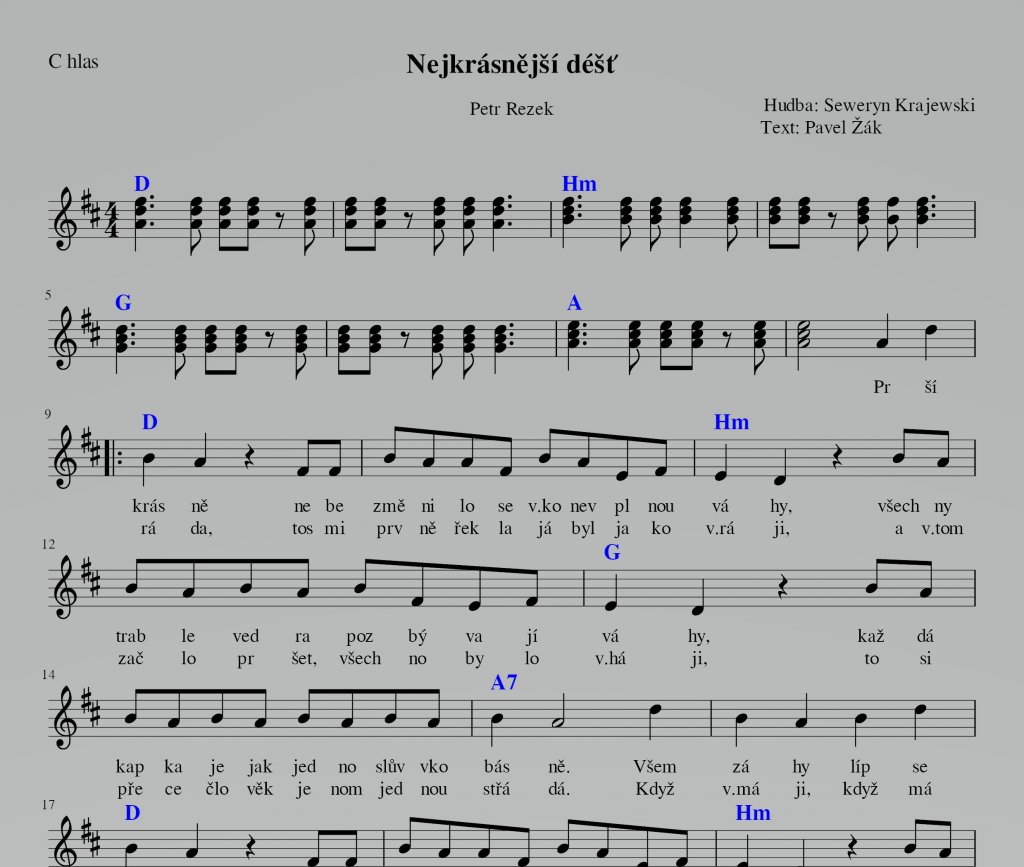 C hlas
Nejkrásnější déšť
Petr Rezek
Hudba: Seweryn Krajewski
Text: Pavel Žák
D Hm
5
G A
Pr ší
9
D Hm
krás ně ne be změ ni lo se v.ko nev pl nou vá hy, všech ny
rá da, tos mi prv ně řek la já byl ja ko v.rá ji, a v.tom
12
G
trab le ved ra poz bý va jí vá hy, kaž dá
zač lo pr šet, všech no by lo v.há ji, to si
14
A7
kap ka je jak jed no slův vko bás ně. Všem zá hy líp se
pře ce člo věk je nom jed nou střá dá. Když v.má ji, když má
17
D Hm